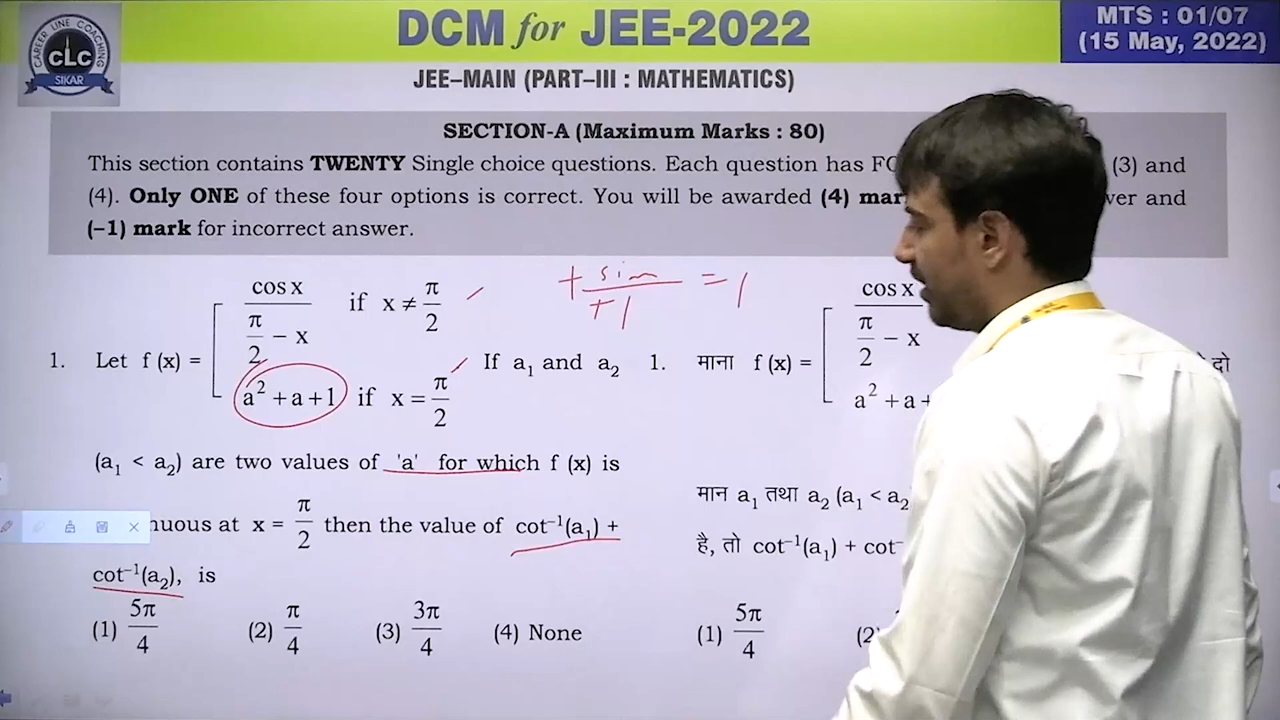 CAREER LINE COACHING
CLC
SIKAR
DCM for JEE-2022
MTS : 01/07
(15 May, 2022)
JEE–MAIN (PART–III : MATHEMATICS)
SECTION-A (Maximum Marks : 80)
This section contains TWENTY Single choice questions. Each question has (3) and
(4). Only ONE of these four options is correct. You will be awarded (4) and
(–1) mark for incorrect answer.
+ sin / +1 = 1
1. Let f (x) = [ cos x / (π/2 − x) if x ≠ π/2
a² + a + 1 if x = π/2
If a₁ and a₂
(a₁ < a₂) are two values of 'a' for which f (x) is
at x = π/2 then the value of cot⁻¹(a₁) +
cot⁻¹(a₂), is
(1) 5π/4 (2) π/4 (3) 3π/4 (4) None
1. माना f (x) = [ cos x / (π/2 − x)
a² + a +
दो
मान a₁ तथा a₂ (a₁ < a₂
है, तो cot⁻¹(a₁) + cot⁻
(1) 5π/4 (2)